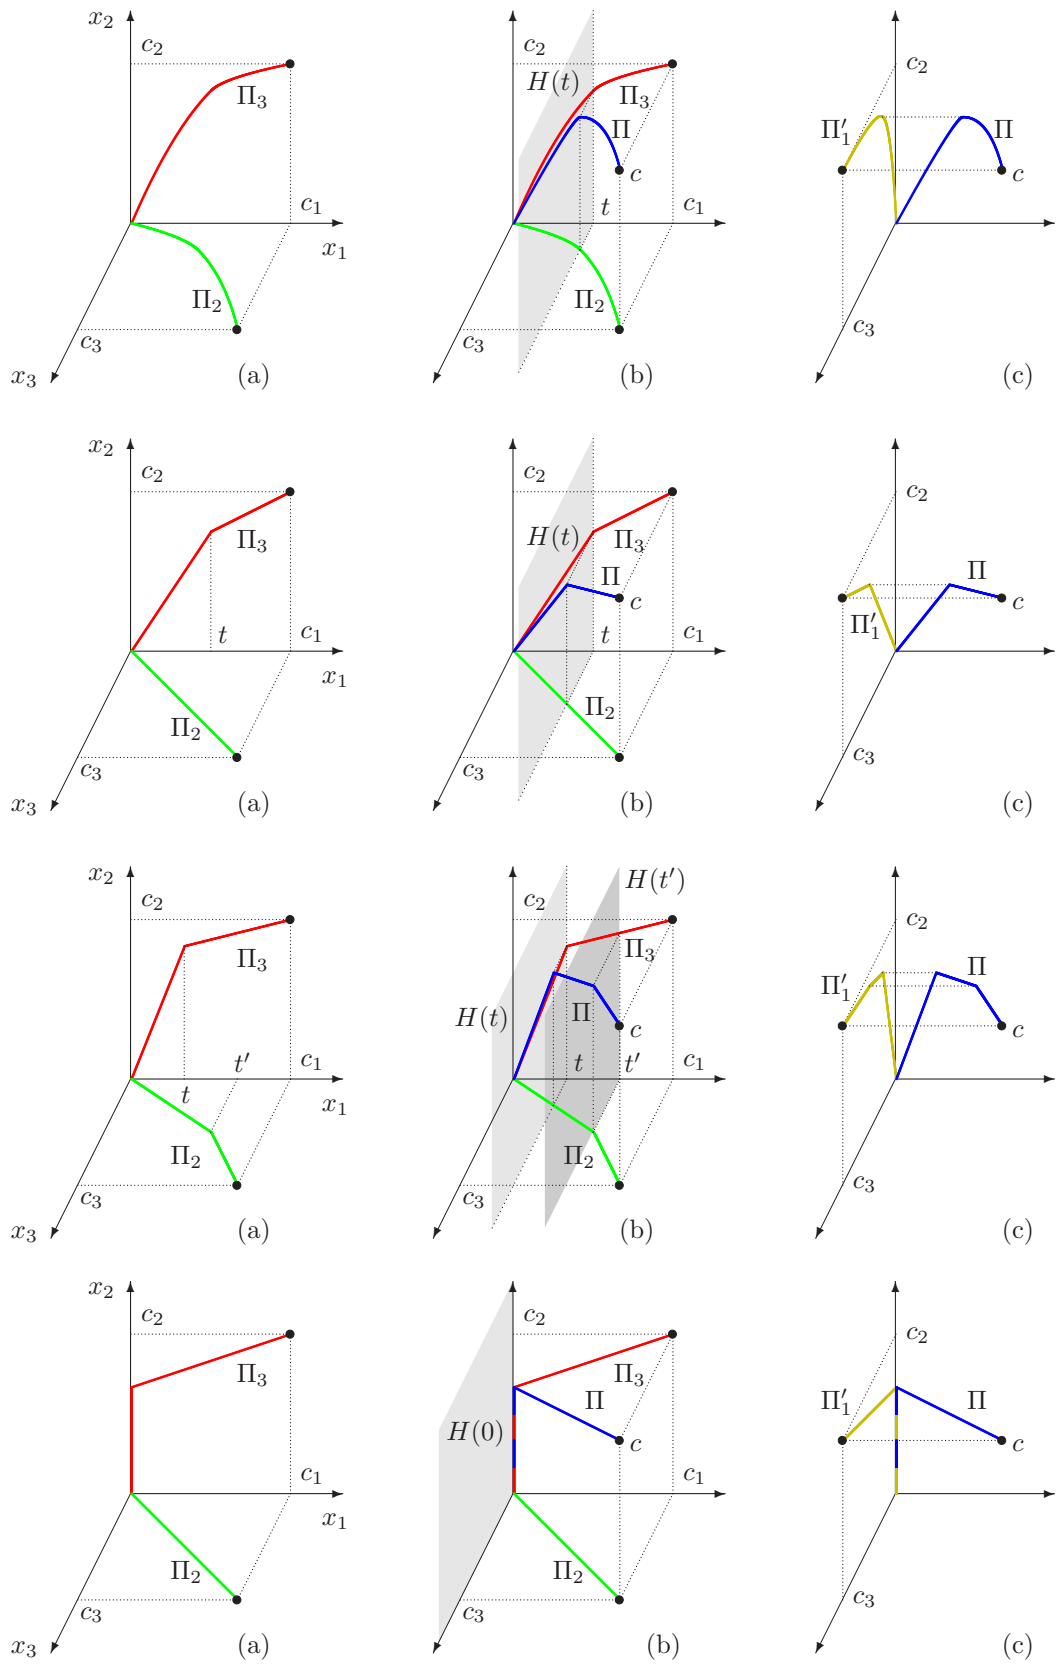 x₂ c₂ Π₃ c₁ x₁ Π₂ c₃ x₃ (a)
c₂ H(t) Π₃ Π c t c₁ Π₂ c₃ (b)
c₂ Π′₁ Π c c₃ (c)
x₂ c₂ Π₃ t c₁ x₁ Π₂ c₃ x₃ (a)
c₂ H(t) Π₃ Π c t c₁ Π₂ c₃ (b)
c₂ Π Π′₁ c c₃ (c)
x₂ c₂ Π₃ t′ c₁ t x₁ Π₂ c₃ x₃ (a)
H(t′) c₂ Π₃ H(t) Π c t t′ c₁ Π₂ c₃ (b)
c₂ Π Π′₁ c c₃ (c)
x₂ c₂ Π₃ c₁ x₁ Π₂ c₃ x₃ (a)
c₂ Π₃ Π H(0) c c₁ Π₂ c₃ (b)
c₂ Π′₁ Π c c₃ (c)